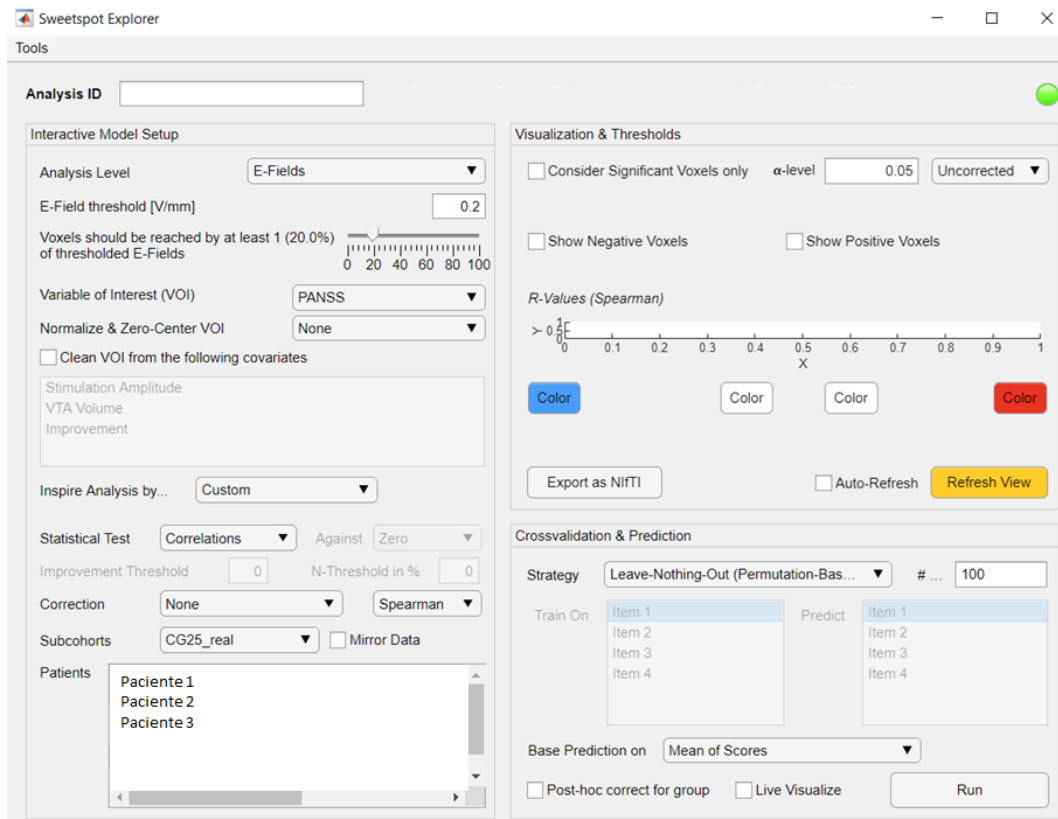 Sweetspot Explorer
Tools
Analysis ID
Interactive Model Setup
Analysis Level E-Fields
E-Field threshold [V/mm] 0.2
Voxels should be reached by at least 1 (20.0%)
of thresholded E-Fields
0 20 40 60 80 100
Variable of Interest (VOI) PANSS
Normalize & Zero-Center VOI None
Clean VOI from the following covariates
Stimulation Amplitude
VTA Volume
Improvement
Inspire Analysis by... Custom
Statistical Test Correlations Against Zero
Improvement Threshold 0 N-Threshold in % 0
Correction None Spearman
Subcohorts CG25_real Mirror Data
Patients
Paciente 1
Paciente 2
Paciente 3
Visualization & Thresholds
Consider Significant Voxels only α-level 0.05 Uncorrected
Show Negative Voxels Show Positive Voxels
R-Values (Spearman)
Y
1
0.5
0
0 0.1 0.2 0.3 0.4 0.5 0.6 0.7 0.8 0.9 1
X
Color Color Color Color
Export as NIfTI Auto-Refresh Refresh View
Crossvalidation & Prediction
Strategy Leave-Nothing-Out (Permutation-Bas... # ... 100
Train On Predict
Item 1 Item 1
Item 2 Item 2
Item 3 Item 3
Item 4 Item 4
Base Prediction on Mean of Scores
Post-hoc correct for group Live Visualize Run